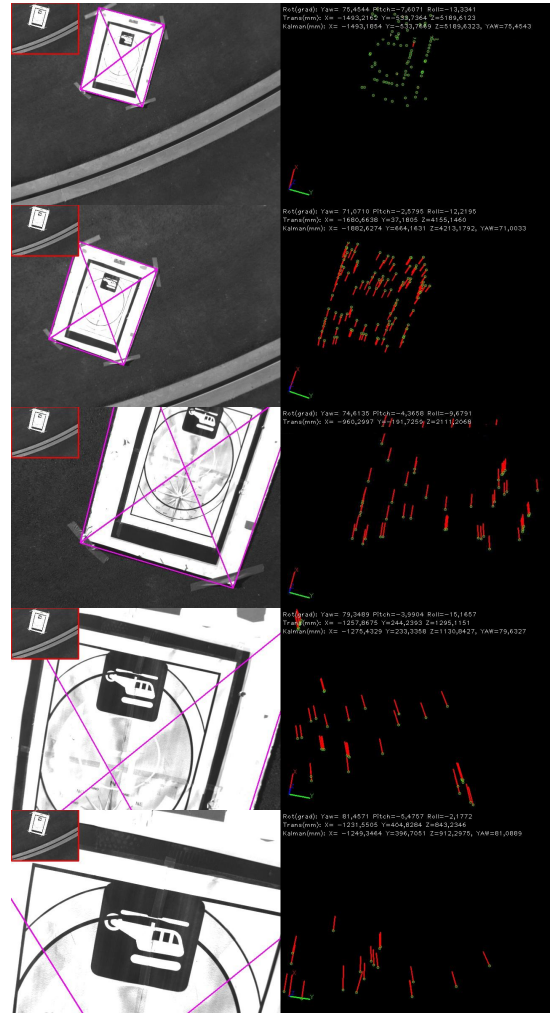 Rot(grad): Yaw= 75,4544 Pitch=-7,6071 Roll=-13,3341
Trans(mm): X= -1493,2162 Y=-533,7364 Z=5189,6123
Kalman(mm): X= -1493,1854 Y=-533,7669 Z=5189,6323, YAW=75,4543
Rot(grad): Yaw= 71,0710 Pitch=-2,5795 Roll=-12,2195
Trans(mm): X= -1680,6638 Y=37,1805 Z=4155,1460
Kalman(mm): X= -1882,6274 Y=664,1631 Z=4213,1792, YAW=71,0033
Rot(grad): Yaw= 74,6135 Pitch=-4,3658 Roll=-9,6791
Trans(mm): X= -960,2997 Y=-191,7259 Z=2111,2068
Rot(grad): Yaw= 79,3489 Pitch=-3,9904 Roll=-15,1657
Trans(mm): X= -1257,8675 Y=244,2393 Z=1295,1151
Kalman(mm): X= -1275,4329 Y=233,3358 Z=1130,8427, YAW=79,6327
Rot(grad): Yaw= 81,4571 Pitch=-5,4757 Roll=-2,1772
Trans(mm): X= -1231,5505 Y=404,8284 Z=843,2346
Kalman(mm): X= -1249,3464 Y=396,7051 Z=912,2975, YAW=81,0889